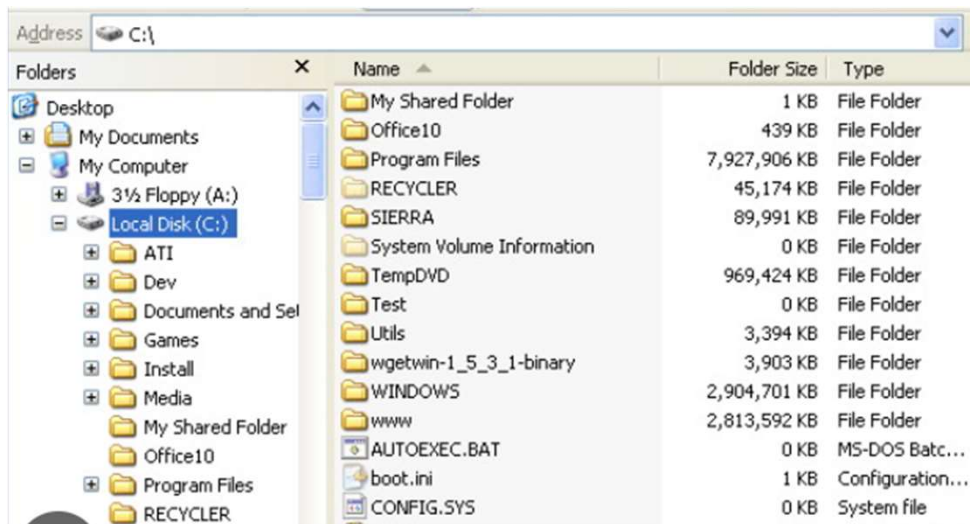 Address C:\
Folders
Desktop
My Documents
My Computer
3½ Floppy (A:)
Local Disk (C:)
ATI
Dev
Documents and Set
Games
Install
Media
My Shared Folder
Office10
Program Files
RECYCLER
Name Folder Size Type
My Shared Folder 1 KB File Folder
Office10 439 KB File Folder
Program Files 7,927,906 KB File Folder
RECYCLER 45,174 KB File Folder
SIERRA 89,991 KB File Folder
System Volume Information 0 KB File Folder
TempDVD 969,424 KB File Folder
Test 0 KB File Folder
Utils 3,394 KB File Folder
wgetwin-1_5_3_1-binary 3,903 KB File Folder
WINDOWS 2,904,701 KB File Folder
www 2,813,592 KB File Folder
AUTOEXEC.BAT 0 KB MS-DOS Batc...
boot.ini 1 KB Configuration...
CONFIG.SYS 0 KB System file